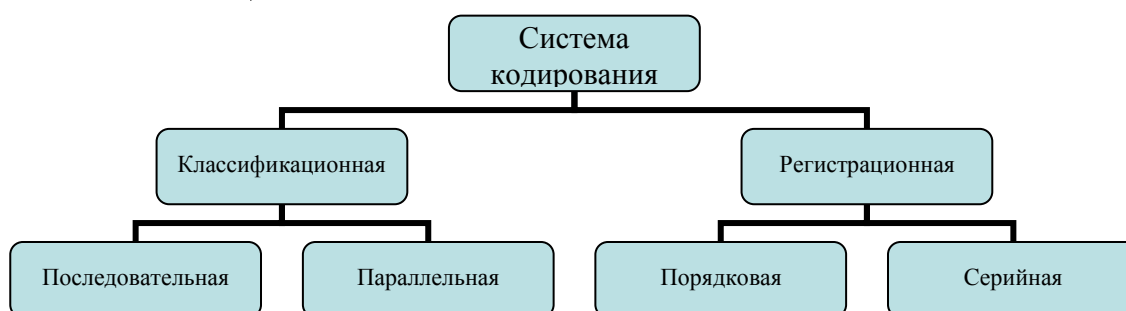 Система
кодирования
Классификационная
Регистрационная
Последовательная
Параллельная
Порядковая
Серийная